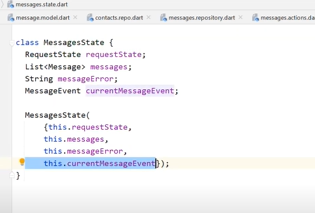 messages.state.dart
message.model.dart × contacts.repo.dart × messages.repository.dart × messages.actions.da
class MessagesState {
RequestState requestState;
List<Message> messages;
String messageError;
MessageEvent currentMessageEvent;
MessagesState(
{this.requestState,
this.messages,
this.messageError,
this.currentMessageEvent});
}